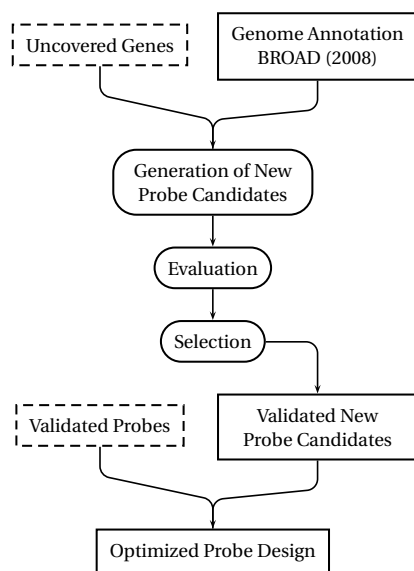 Uncovered Genes
Genome Annotation
BROAD (2008)
Generation of New
Probe Candidates
Evaluation
Selection
Validated Probes
Validated New
Probe Candidates
Optimized Probe Design